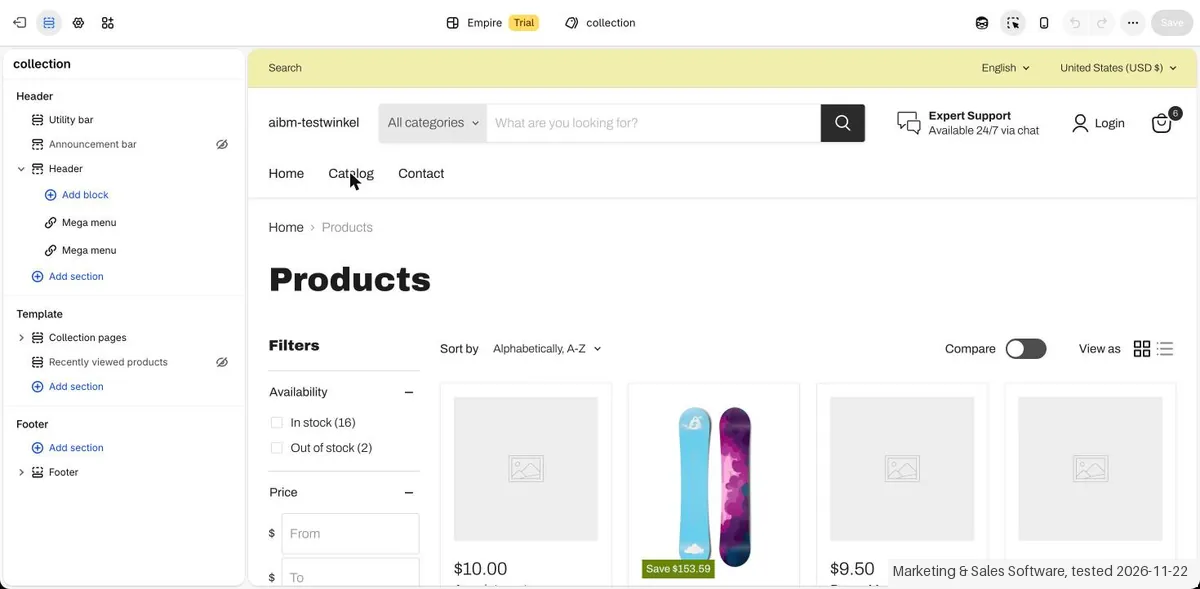 Empire Trial collection Save
collection
Header
Utility bar
Announcement bar
Header
Add block
Mega menu
Mega menu
Add section
Template
Collection pages
Recently viewed products
Add section
Footer
Add section
Footer
Search English United States (USD $)
aibm-testwinkel All categories What are you looking for? Expert Support
Available 24/7 via chat
Login 6
Home Catalog Contact
Home › Products
Products
Filters
Sort by Alphabetically, A-Z Compare View as
Availability
In stock (16)
Out of stock (2)
Price
$ From
$ To
Save $153.59
$10.00 $9.50
Marketing & Sales Software, tested 2026-11-22